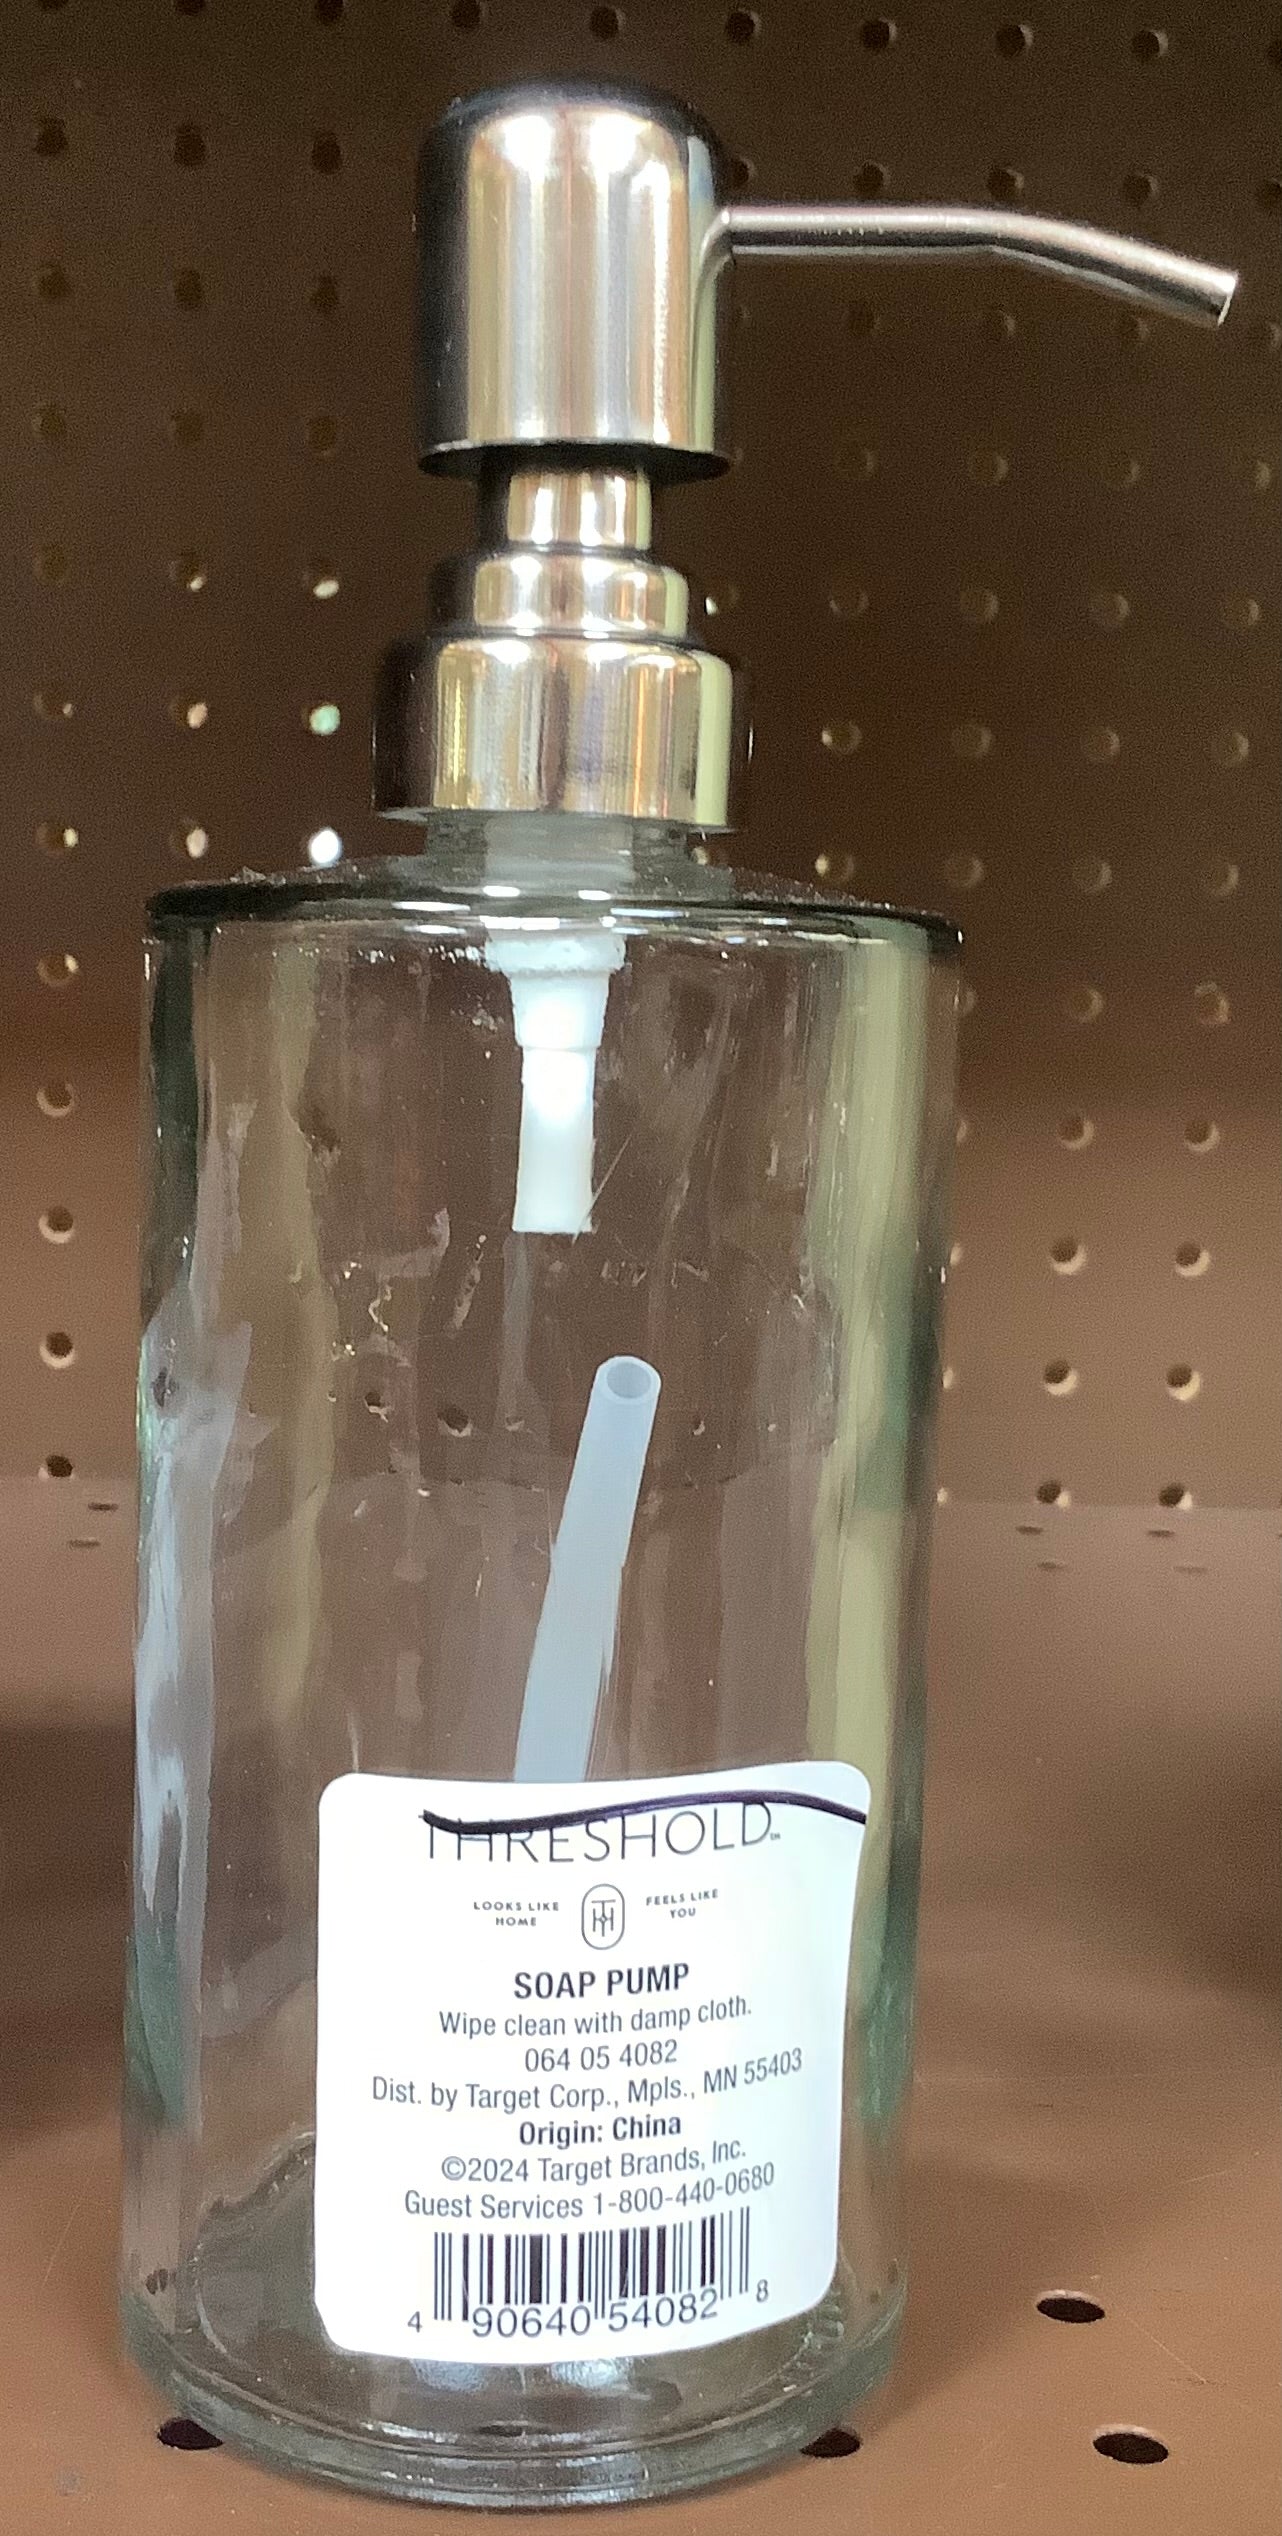 THRESHOLD™
LOOKS LIKE HOME TH FEELS LIKE YOU
SOAP PUMP
Wipe clean with damp cloth.
064 05 4082
Dist. by Target Corp., Mpls., MN 55403
Origin: China
©2024 Target Brands, Inc.
Guest Services 1-800-440-0680
4 90640 54082 8